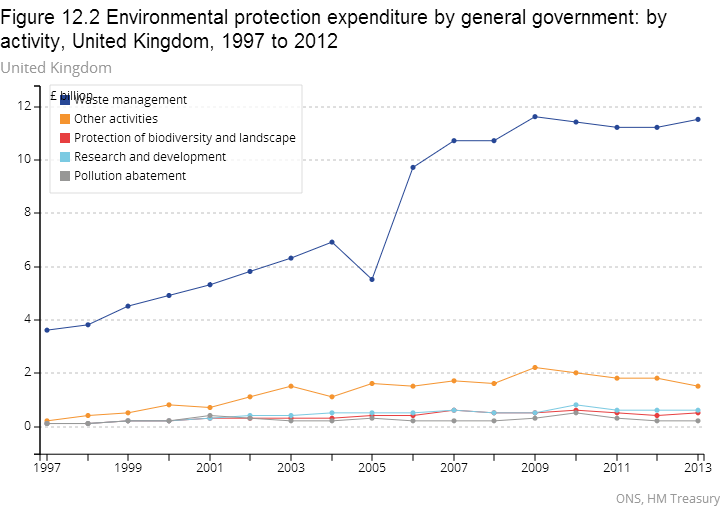 Figure 12.2 Environmental protection expenditure by general government: by
activity, United Kingdom, 1997 to 2012
United Kingdom
£ billion
Waste management
Other activities
Protection of biodiversity and landscape
Research and development
Pollution abatement
12
10
8
6
4
2
0
1997 1999 2001 2003 2005 2007 2009 2011 2013
ONS, HM Treasury